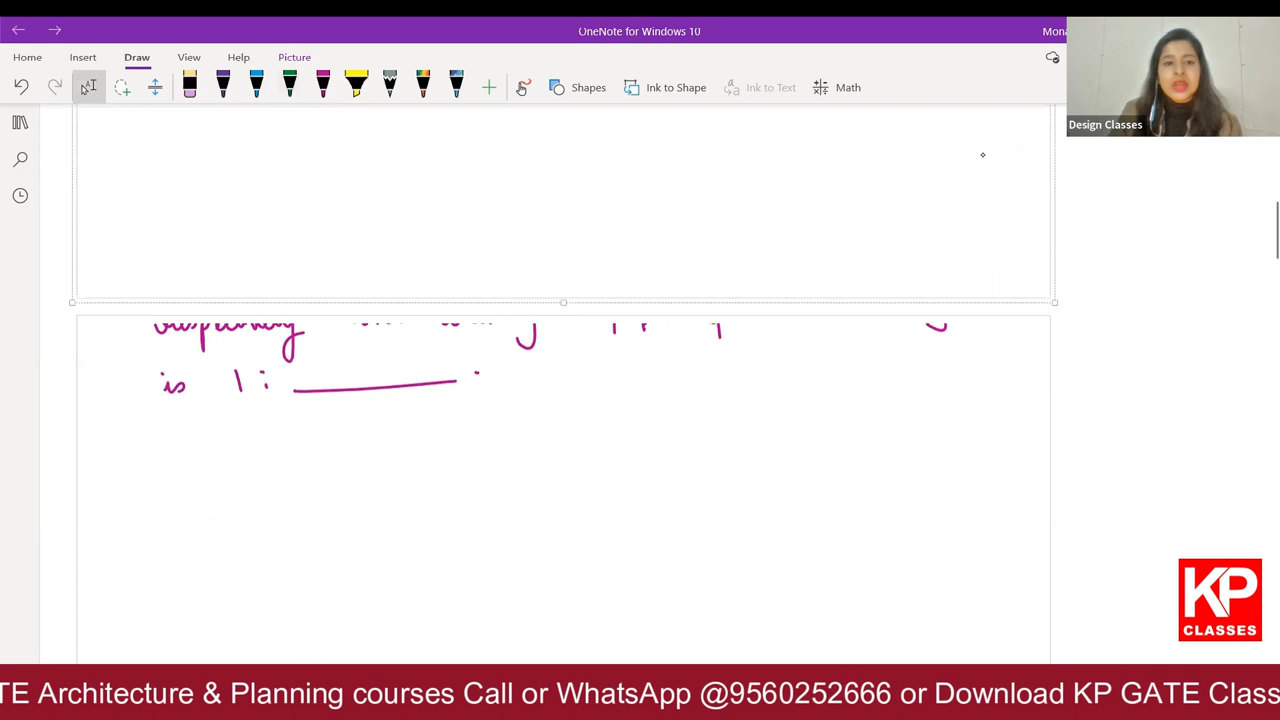 OneNote for Windows 10
Mona
Home Insert Draw View Help Picture
Shapes Ink to Shape Ink to Text Math
Design Classes
is 1:
KP
CLASSES
TE Architecture & Planning courses Call or WhatsApp @9560252666 or Download KP GATE Class